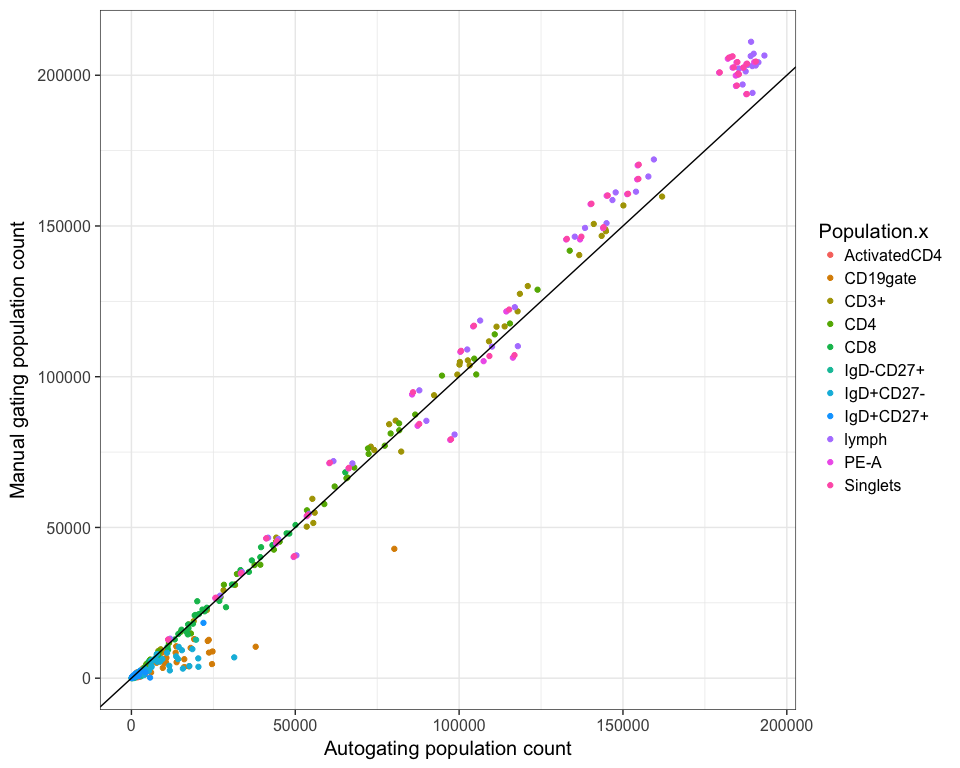 Manual gating population count
200000
150000
100000
50000
0
0
50000
100000
150000
200000
Autogating population count
Population.x
ActivatedCD4
CD19gate
CD3+
CD4
CD8
IgD-CD27+
IgD+CD27-
IgD+CD27+
lymph
PE-A
Singlets